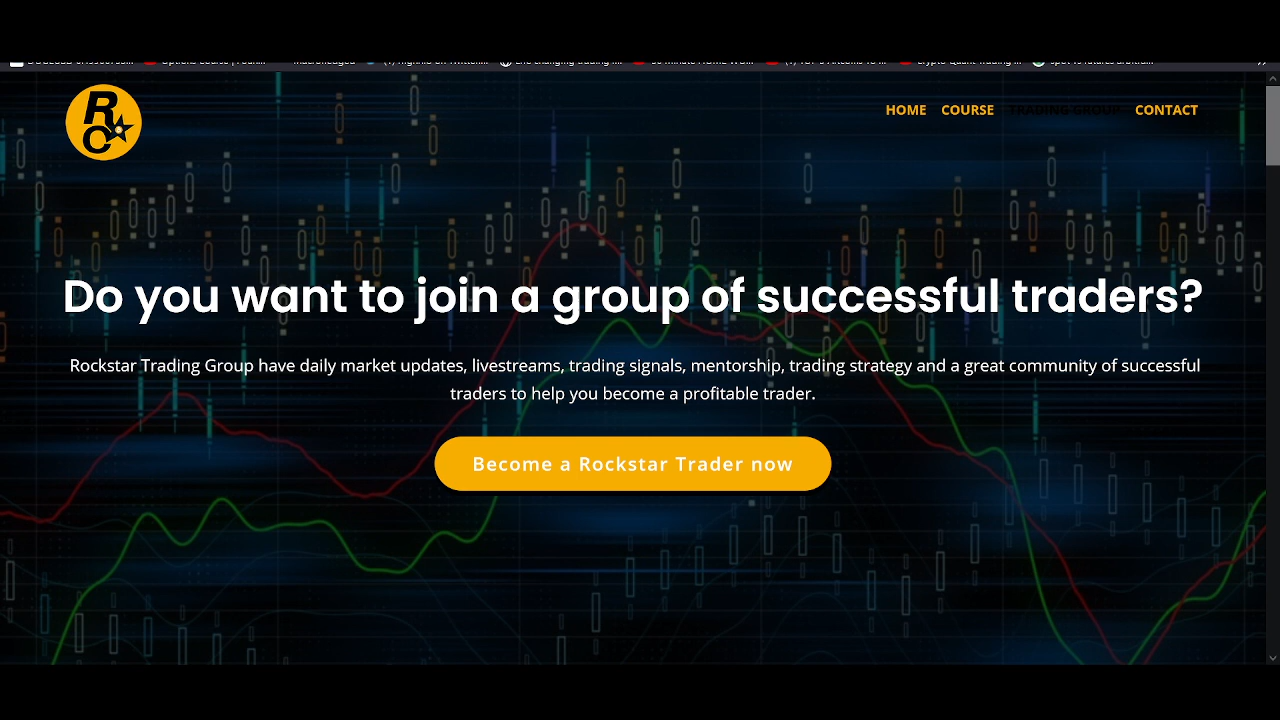 HOME COURSE TRADING GROUP CONTACT
RC
Do you want to join a group of successful traders?
Rockstar Trading Group have daily market updates, livestreams, trading signals, mentorship, trading strategy and a great community of successful
traders to help you become a profitable trader.
Become a Rockstar Trader now